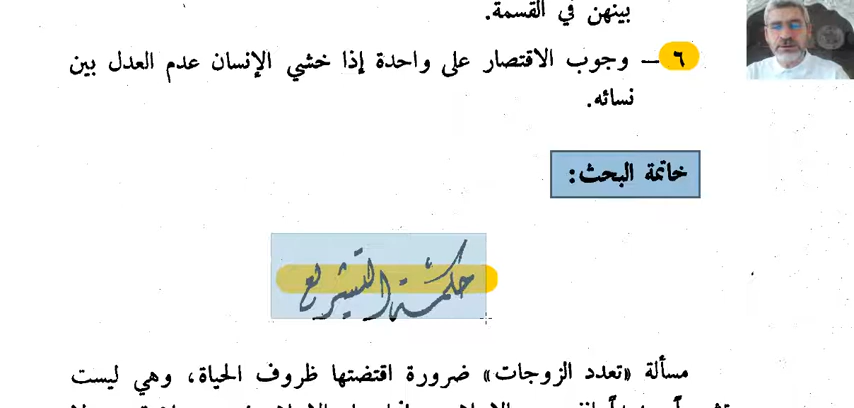 بينهن في القسمة.
٦ – وجوب الاقتصار على واحدة إذا خشي الإنسان عدم العدل بين
نسائه.
خاتمة البحث:
حكمة التشريع
مسألة «تعدد الزوجات» ضرورة اقتضتها ظروف الحياة، وهي ليست